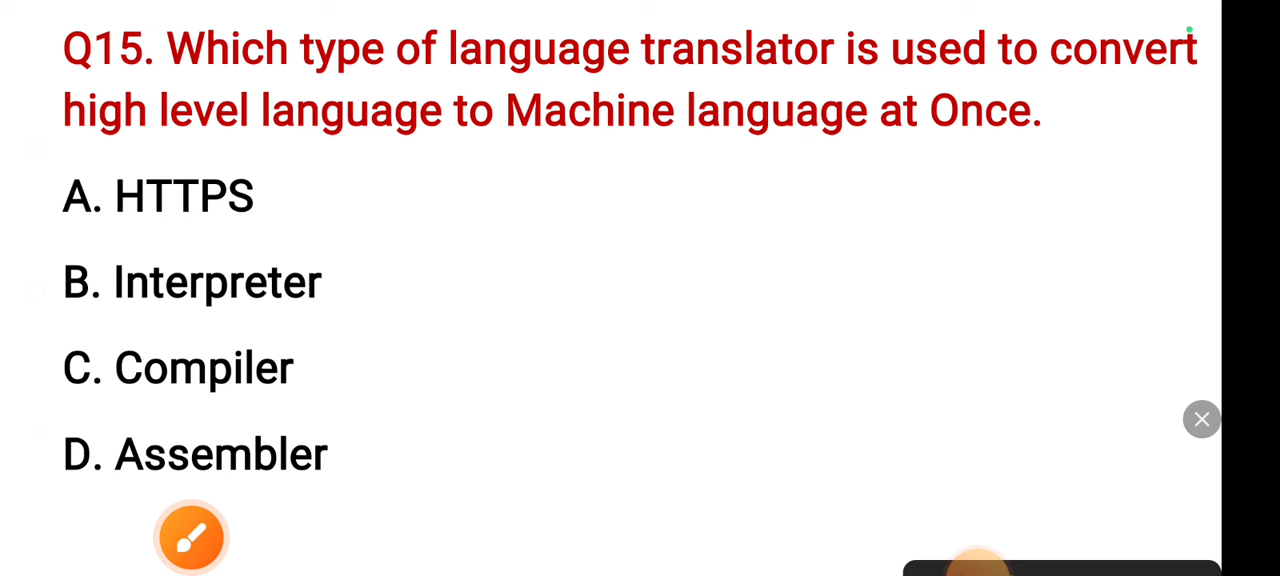 Q15. Which type of language translator is used to convert
high level language to Machine language at Once.
A. HTTPS
B. Interpreter
C. Compiler
D. Assembler